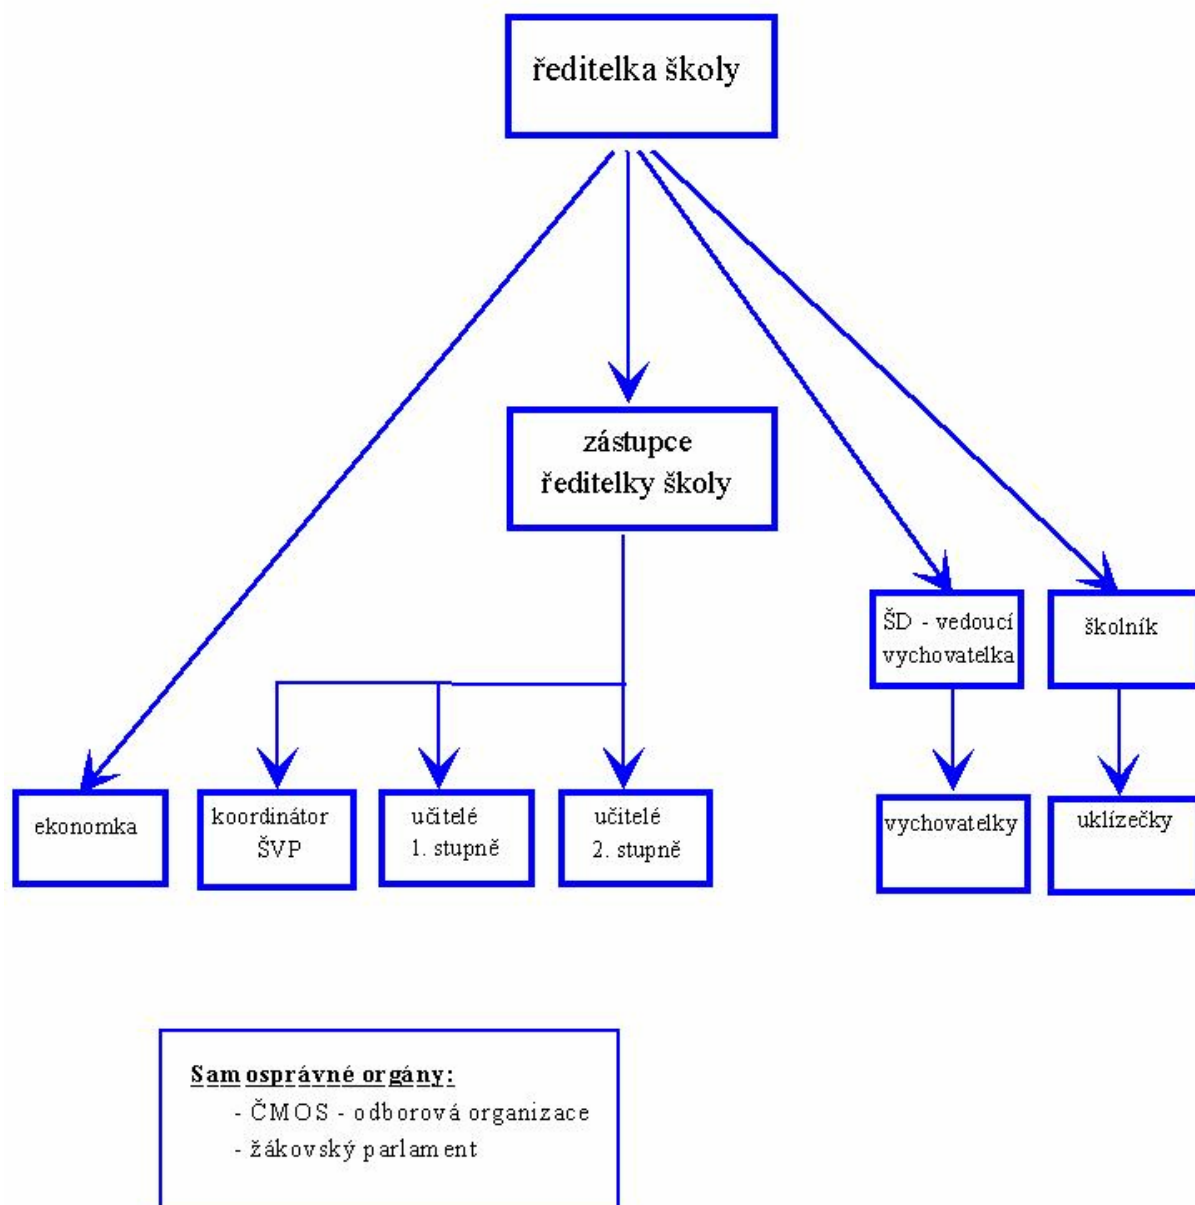 ředitelka školy
zástupce
ředitelky školy
ŠD - vedoucí
vychovatelka
školník
ekonomka
koordinátor
ŠVP
učitelé
1. stupně
učitelé
2. stupně
vychovatelky
uklízečky
Samosprávné orgány:
- ČMOS - odborová organizace
- žákovský parlament